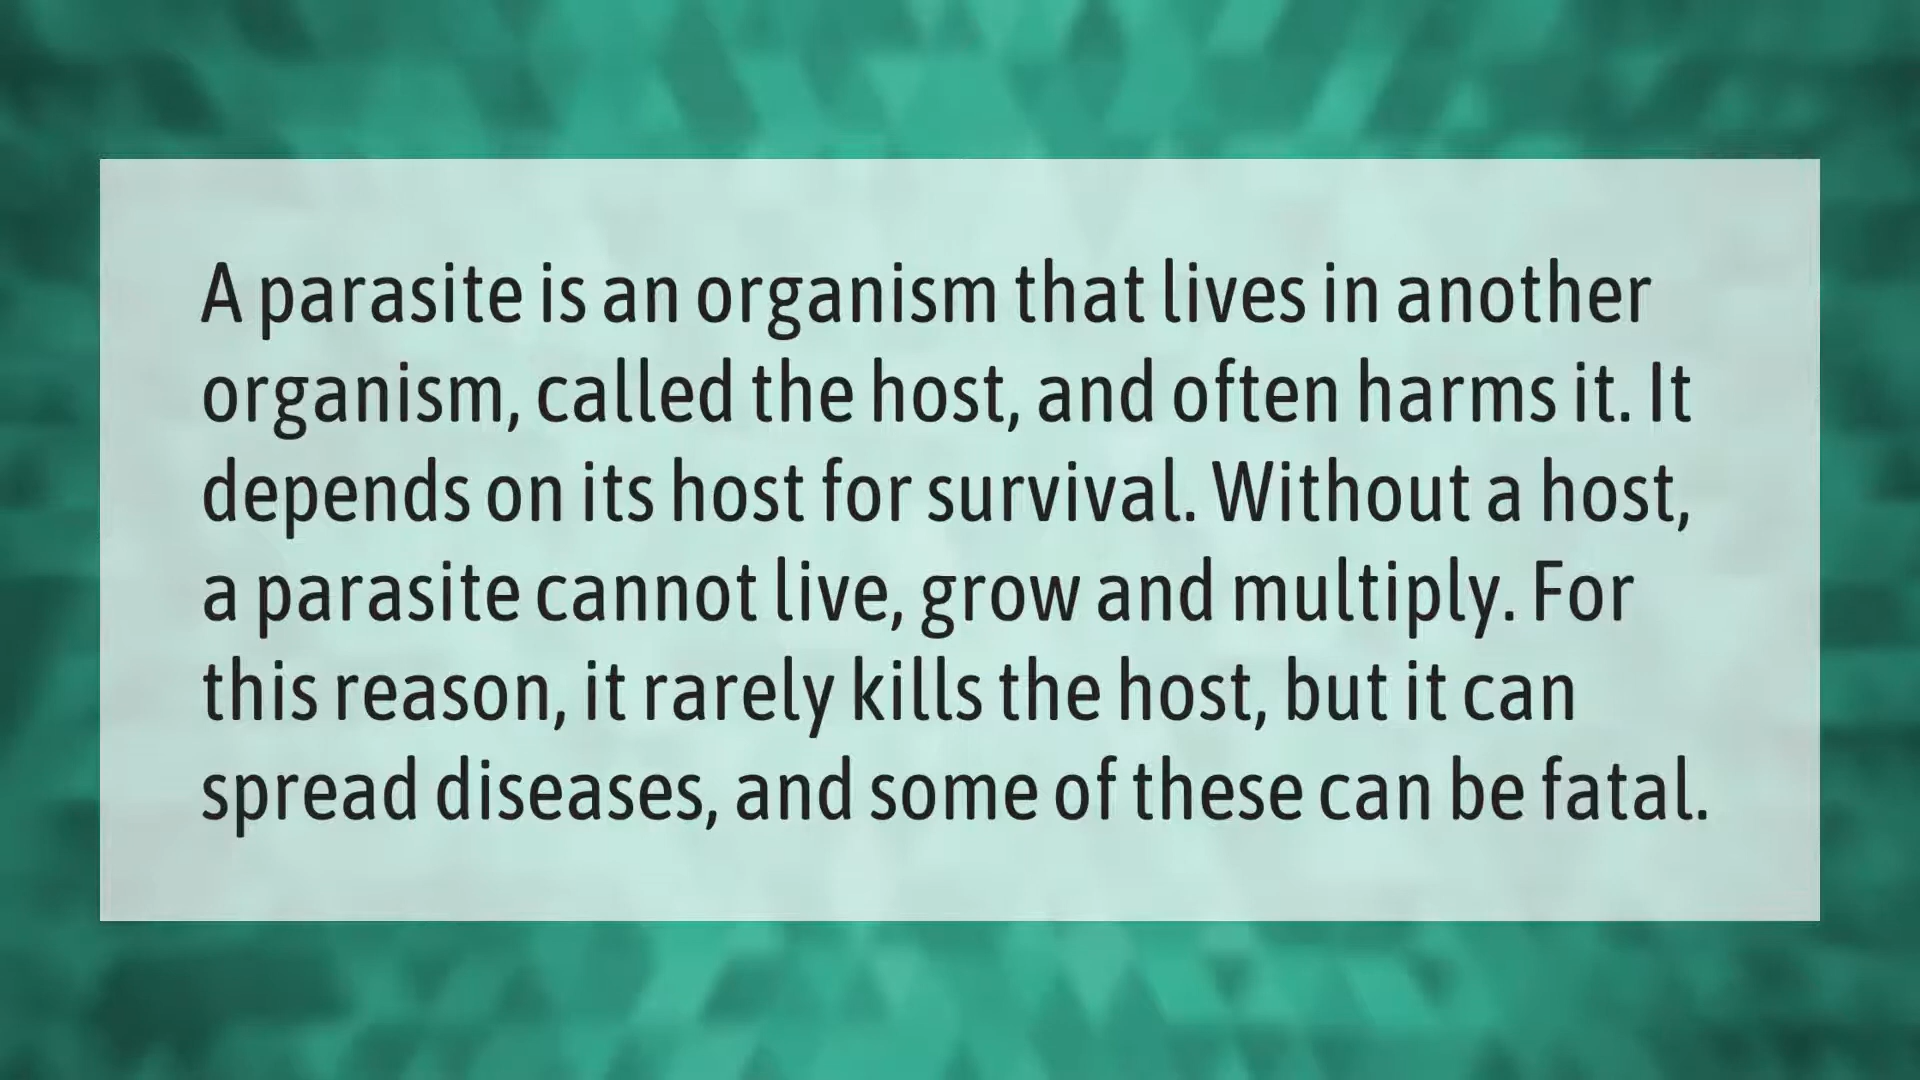 A parasite is an organism that lives in another
organism, called the host, and often harms it. It
depends on its host for survival. Without a host,
a parasite cannot live, grow and multiply. For
this reason, it rarely kills the host, but it can
spread diseases, and some of these can be fatal.